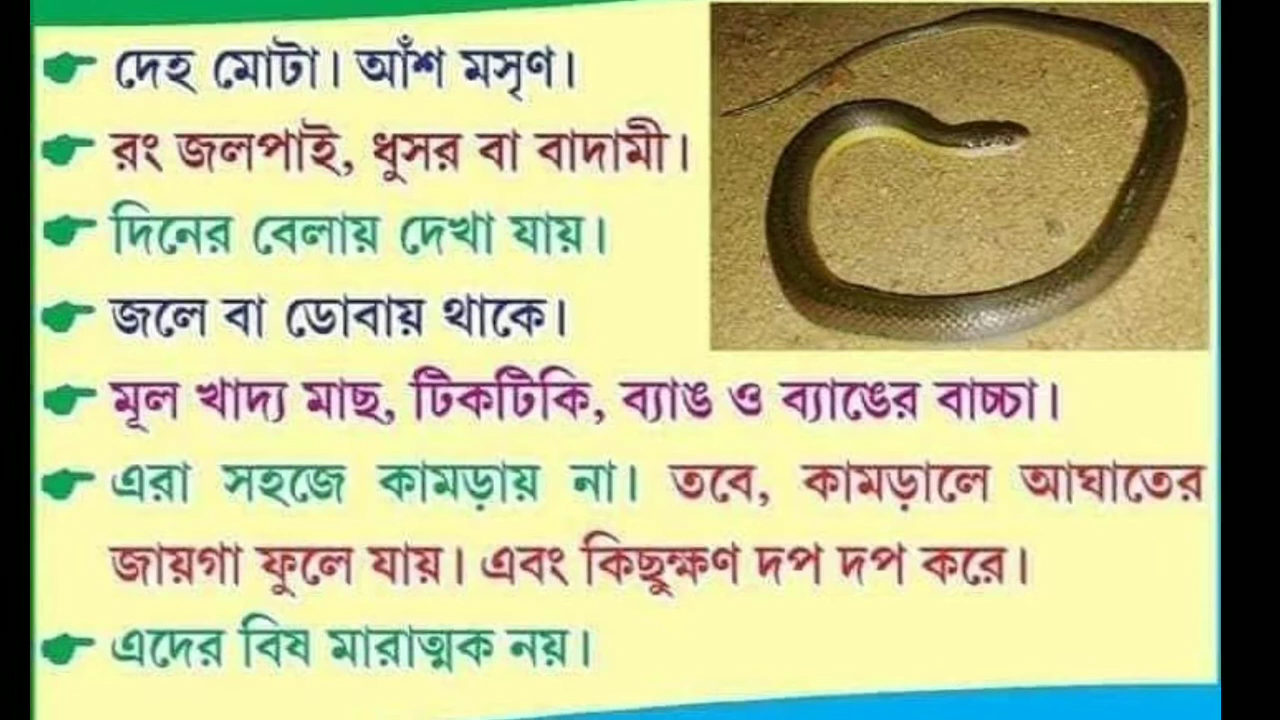 দেহ মোটা। আঁশ মসৃণ।
রং জলপাই, ধুসর বা বাদামী।
দিনের বেলায় দেখা যায়।
জলে বা ডোবায় থাকে।
মূল খাদ্য মাছ, টিকটিকি, ব্যাঙ ও ব্যাঙের বাচ্চা।
এরা সহজে কামড়ায় না। তবে, কামড়ালে আঘাতের
জায়গা ফুলে যায়। এবং কিছুক্ষণ দপ দপ করে।
এদের বিষ মারাত্মক নয়।